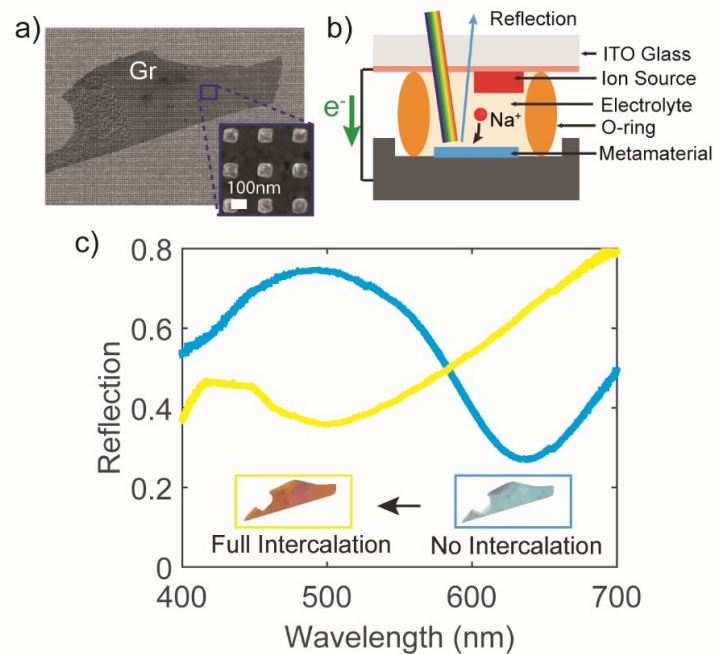 a)
Gr
100nm
b)
Reflection
ITO Glass
Ion Source
Electrolyte
O-ring
Metamaterial
e⁻
Na⁺
c)
0.8
0.6
0.4
0.2
0
Reflection
Full Intercalation
No Intercalation
400
500
600
700
Wavelength (nm)